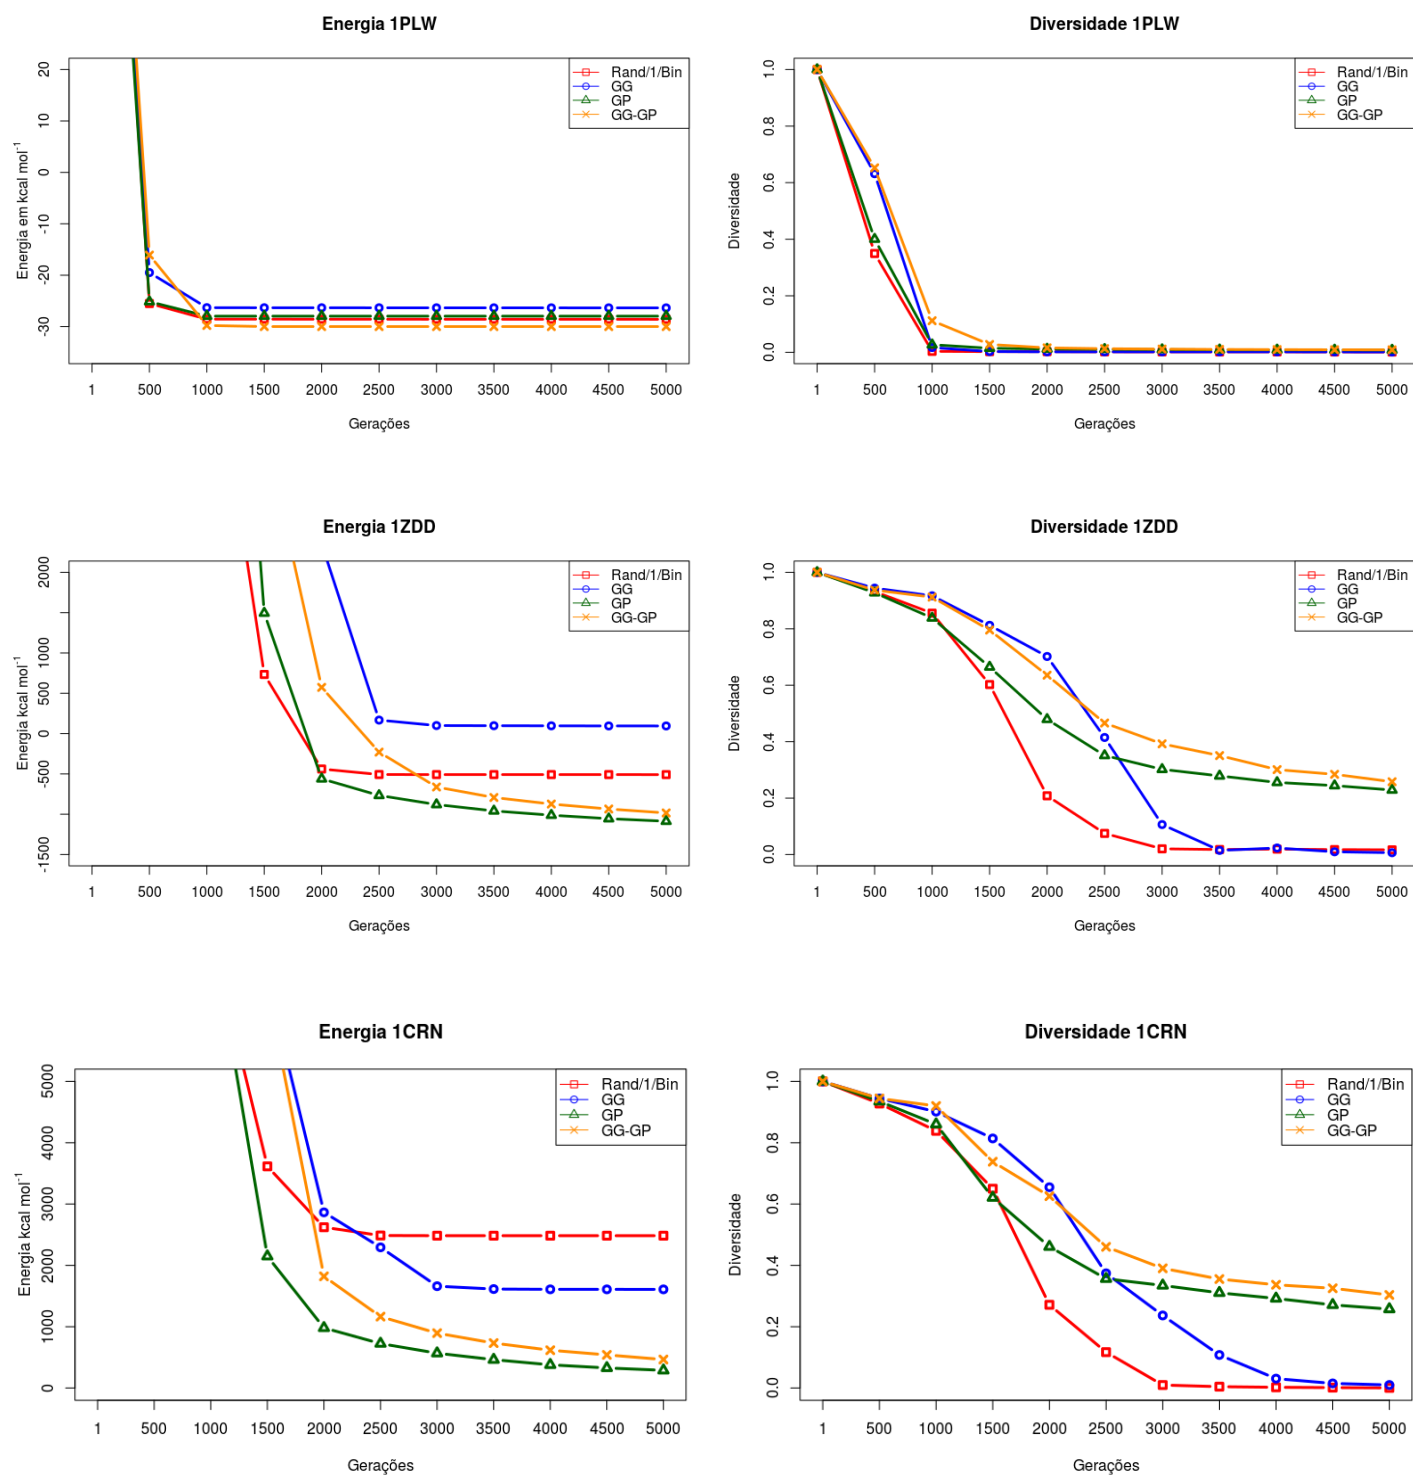 Energia 1PLW
Energia em kcal mol-1
20
10
0
-10
-20
-30
1 500 1000 1500 2000 2500 3000 3500 4000 4500 5000
Gerações
Rand/1/Bin
GG
GP
GG-GP
Diversidade 1PLW
Diversidade
1.0
0.8
0.6
0.4
0.2
0.0
1 500 1000 1500 2000 2500 3000 3500 4000 4500 5000
Gerações
Rand/1/Bin
GG
GP
GG-GP
Energia 1ZDD
Energia kcal mol-1
2000
1000
500
0
-500
-1500
1 500 1000 1500 2000 2500 3000 3500 4000 4500 5000
Gerações
Rand/1/Bin
GG
GP
GG-GP
Diversidade 1ZDD
Diversidade
1.0
0.8
0.6
0.4
0.2
0.0
1 500 1000 1500 2000 2500 3000 3500 4000 4500 5000
Gerações
Rand/1/Bin
GG
GP
GG-GP
Energia 1CRN
Energia kcal mol-1
5000
4000
3000
2000
1000
0
1 500 1000 1500 2000 2500 3000 3500 4000 4500 5000
Gerações
Rand/1/Bin
GG
GP
GG-GP
Diversidade 1CRN
Diversidade
1.0
0.8
0.6
0.4
0.2
0.0
1 500 1000 1500 2000 2500 3000 3500 4000 4500 5000
Gerações
Rand/1/Bin
GG
GP
GG-GP